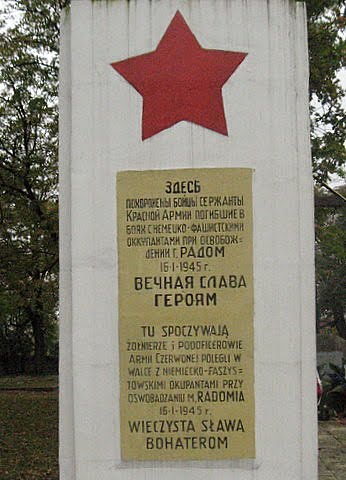 ЗДЕСЬ
ПОХОРОНЕНЫ БОЙЦЫ СЕРЖАНТЫ
КРАСНОЙ АРМИИ ПОГИБШИЕ В
БОЯХ С НЕМЕЦКО-ФАШИСТСКИМИ
ОККУПАНТАМИ ПРИ ОСВОБОЖ-
ДЕНИИ Г. РАДОМ
16-I-1945 г.
ВЕЧНАЯ СЛАВА
ГЕРОЯМ
TU SPOCZYWAJĄ
ŻOŁNIERZE I PODOFICEROWIE
ARMII CZERWONEJ POLEGLI W
WALCE Z NIEMIECKO-FASZYS=
TOWSKIMI OKUPANTAMI PRZY
OSWOBADZANIU M. RADOMIA
16-I-1945 r.
WIECZYSTA SŁAWA
BOHATEROM